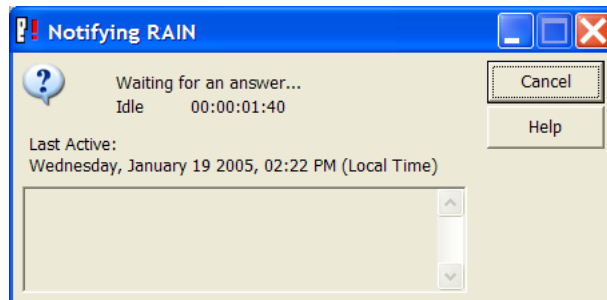 Notifying RAIN
Waiting for an answer...
Idle 00:00:01:40
Cancel
Help
Last Active:
Wednesday, January 19 2005, 02:22 PM (Local Time)